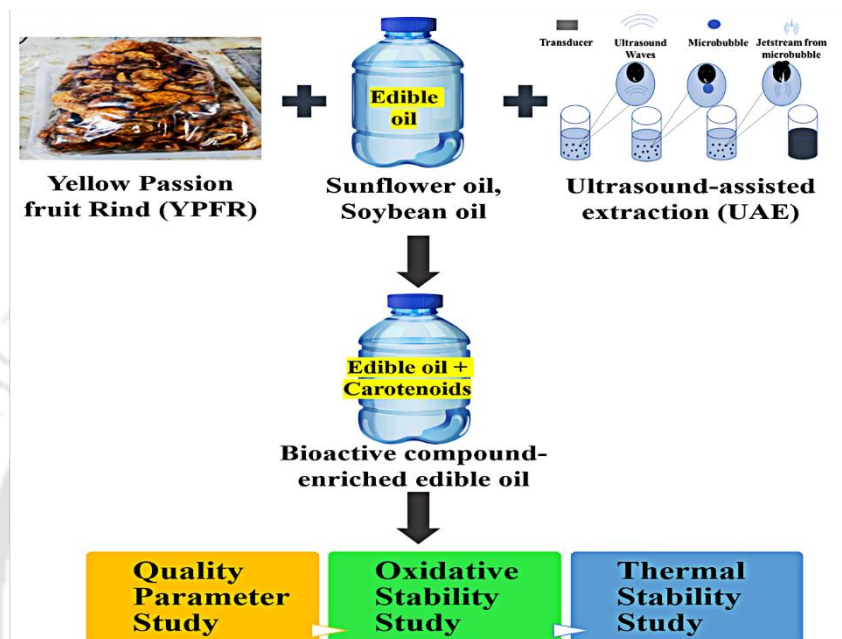 Transducer
Ultrasound Waves
Microbubble
Jetstream from microbubble
Edible oil
Yellow Passion fruit Rind (YPFR)
Sunflower oil, Soybean oil
Ultrasound-assisted extraction (UAE)
Edible oil + Carotenoids
Bioactive compound-enriched edible oil
Quality Parameter Study
Oxidative Stability Study
Thermal Stability Study